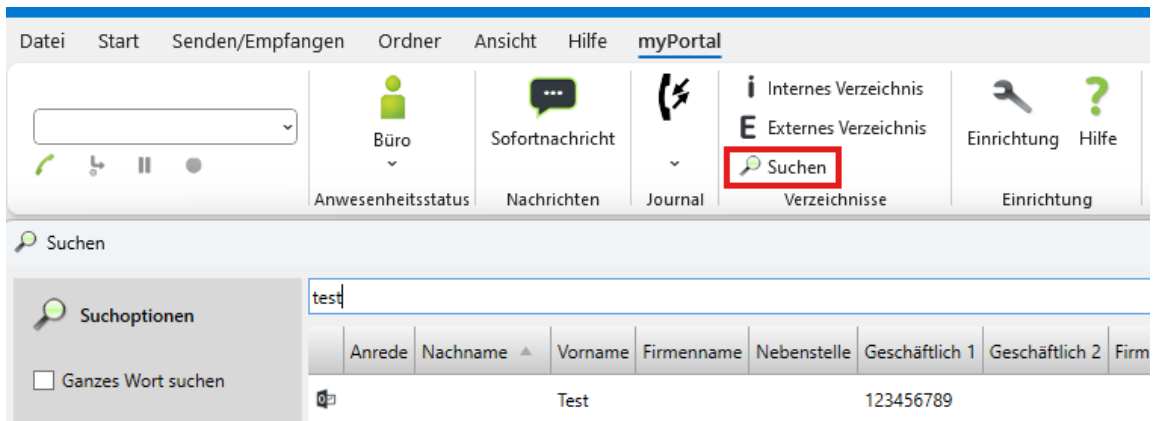 Datei Start Senden/Empfangen Ordner Ansicht Hilfe myPortal
Internes Verzeichnis
E Externes Verzeichnis
Büro Sofortnachricht Einrichtung Hilfe
Suchen
Anwesenheitsstatus Nachrichten Journal Verzeichnisse Einrichtung
Suchen
Suchoptionen
test
Anrede Nachname Vorname Firmenname Nebenstelle Geschäftlich 1 Geschäftlich 2 Firm
Ganzes Wort suchen
Test 123456789